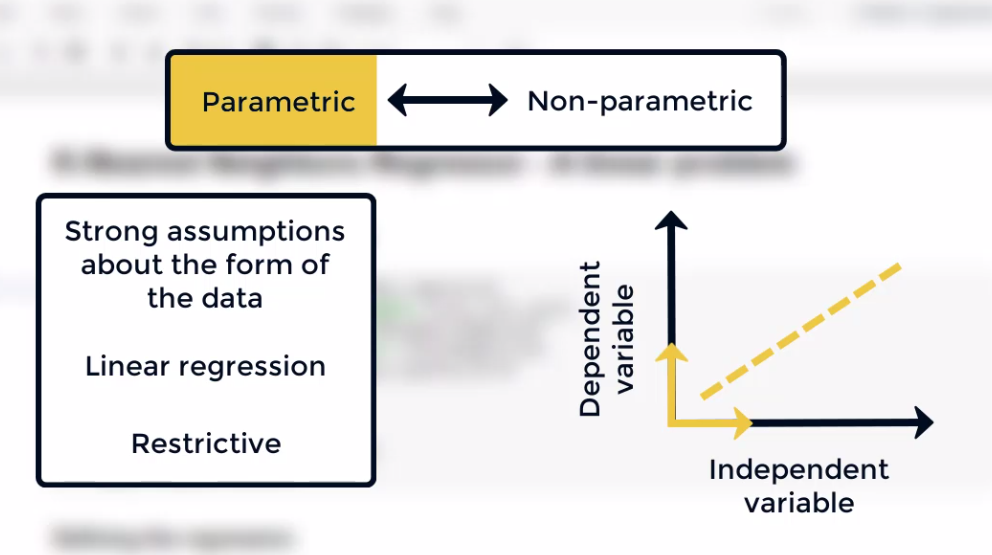 Parametric
Non-parametric
Strong assumptions
about the form of
the data
Linear regression
Restrictive
Dependent
variable
Independent
variable